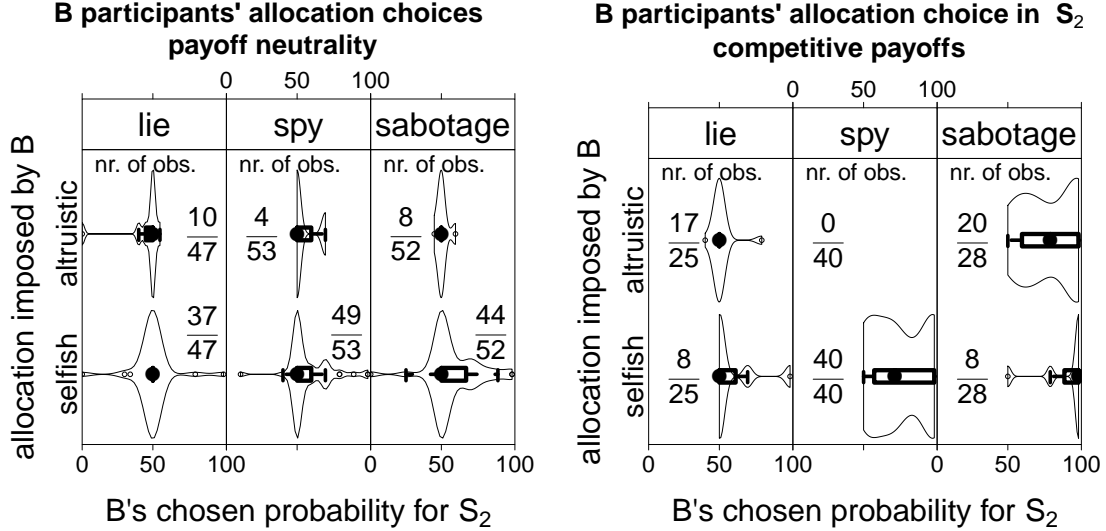 B participants' allocation choices
payoff neutrality
0 50 100
lie spy sabotage
nr. of obs. nr. of obs. nr. of obs.
allocation imposed by B
altruistic
10
47
4
53
8
52
selfish
37
47
49
53
44
52
0 50 100 0 50 100
B's chosen probability for S2
B participants' allocation choice in S2
competitive payoffs
0 50 100
lie spy sabotage
nr. of obs. nr. of obs. nr. of obs.
allocation imposed by B
altruistic
17
25
0
40
20
28
selfish
8
25
40
40
8
28
0 50 100 0 50 100
B's chosen probability for S2